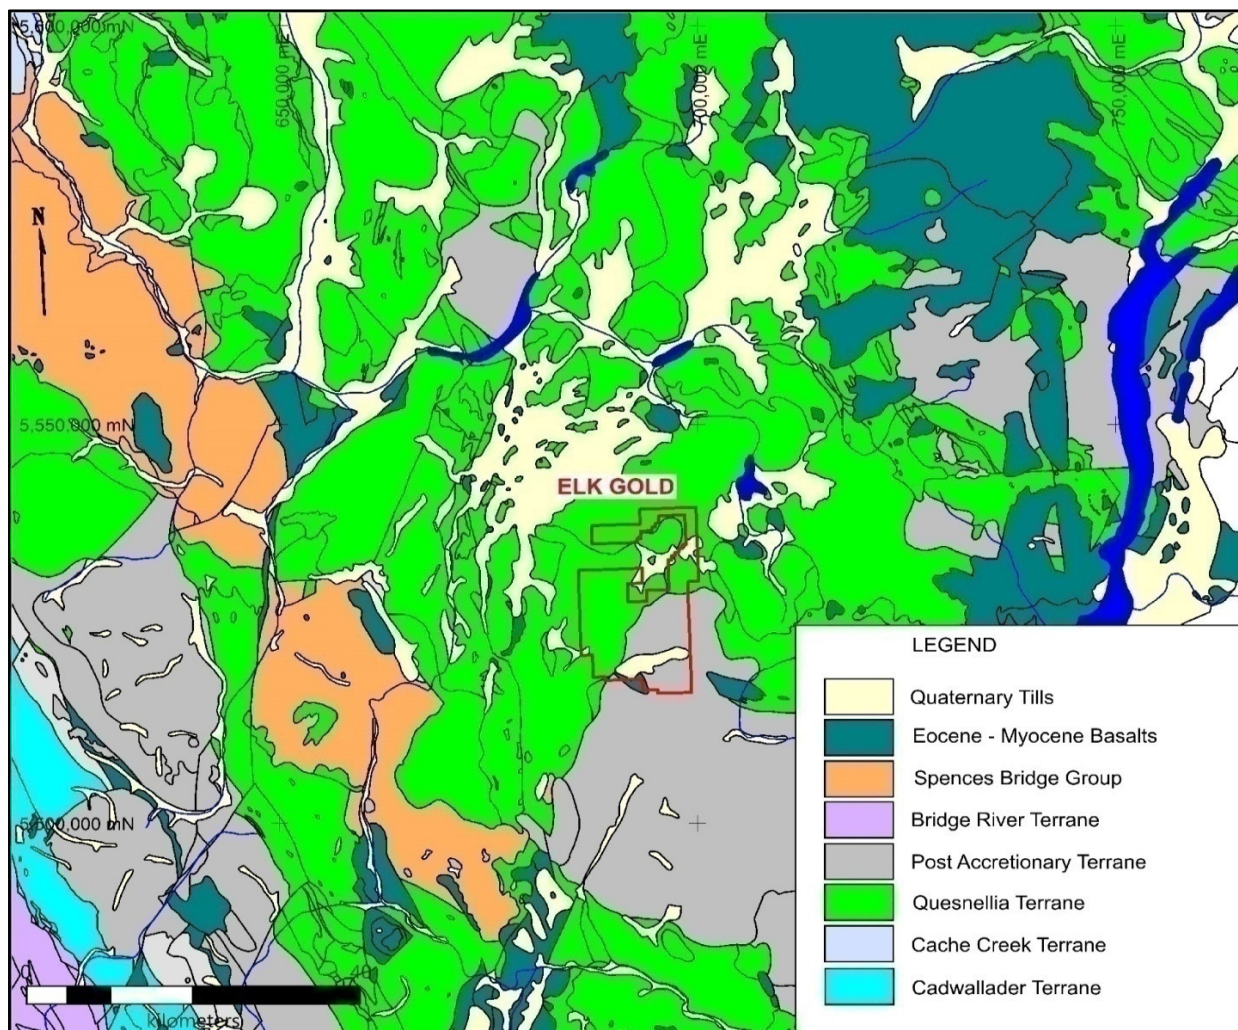 5,600,000 mN
650,000 mE
700,000 mE
750,000 mE
N
5,550,000 mN
ELK GOLD
LEGEND
Quaternary Tills
Eocene - Myocene Basalts
Spences Bridge Group
Bridge River Terrane
Post Accretionary Terrane
Quesnellia Terrane
Cache Creek Terrane
Cadwallader Terrane
5,500,000 mN
0
40
kilometers